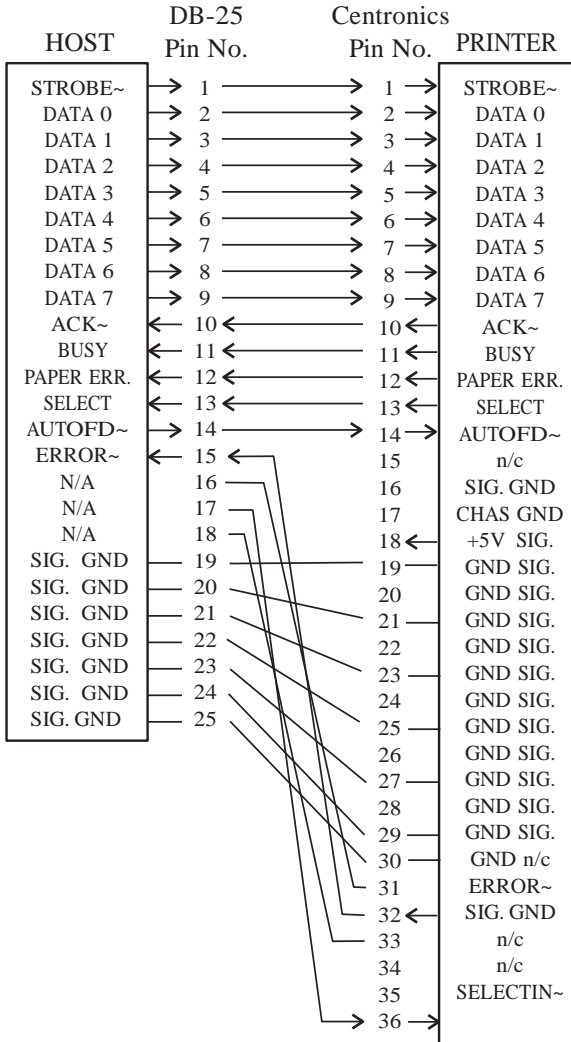 DB-25 Centronics
HOST Pin No. Pin No. PRINTER
STROBE~ 1 1 STROBE~
DATA 0 2 2 DATA 0
DATA 1 3 3 DATA 1
DATA 2 4 4 DATA 2
DATA 3 5 5 DATA 3
DATA 4 6 6 DATA 4
DATA 5 7 7 DATA 5
DATA 6 8 8 DATA 6
DATA 7 9 9 DATA 7
ACK~ 10 10 ACK~
BUSY 11 11 BUSY
PAPER ERR. 12 12 PAPER ERR.
SELECT 13 13 SELECT
AUTOFD~ 14 14 AUTOFD~
ERROR~ 15 15 n/c
N/A 16 16 SIG. GND
N/A 17 17 CHAS GND
N/A 18 18 +5V SIG.
SIG. GND 19 19 GND SIG.
SIG. GND 20 20 GND SIG.
SIG. GND 21 21 GND SIG.
SIG. GND 22 22 GND SIG.
SIG. GND 23 23 GND SIG.
SIG. GND 24 24 GND SIG.
SIG. GND 25 25 GND SIG.
26 GND SIG.
27 GND SIG.
28 GND SIG.
29 GND SIG.
30 GND n/c
31 ERROR~
32 SIG. GND
33 n/c
34 n/c
35 SELECTIN~
36